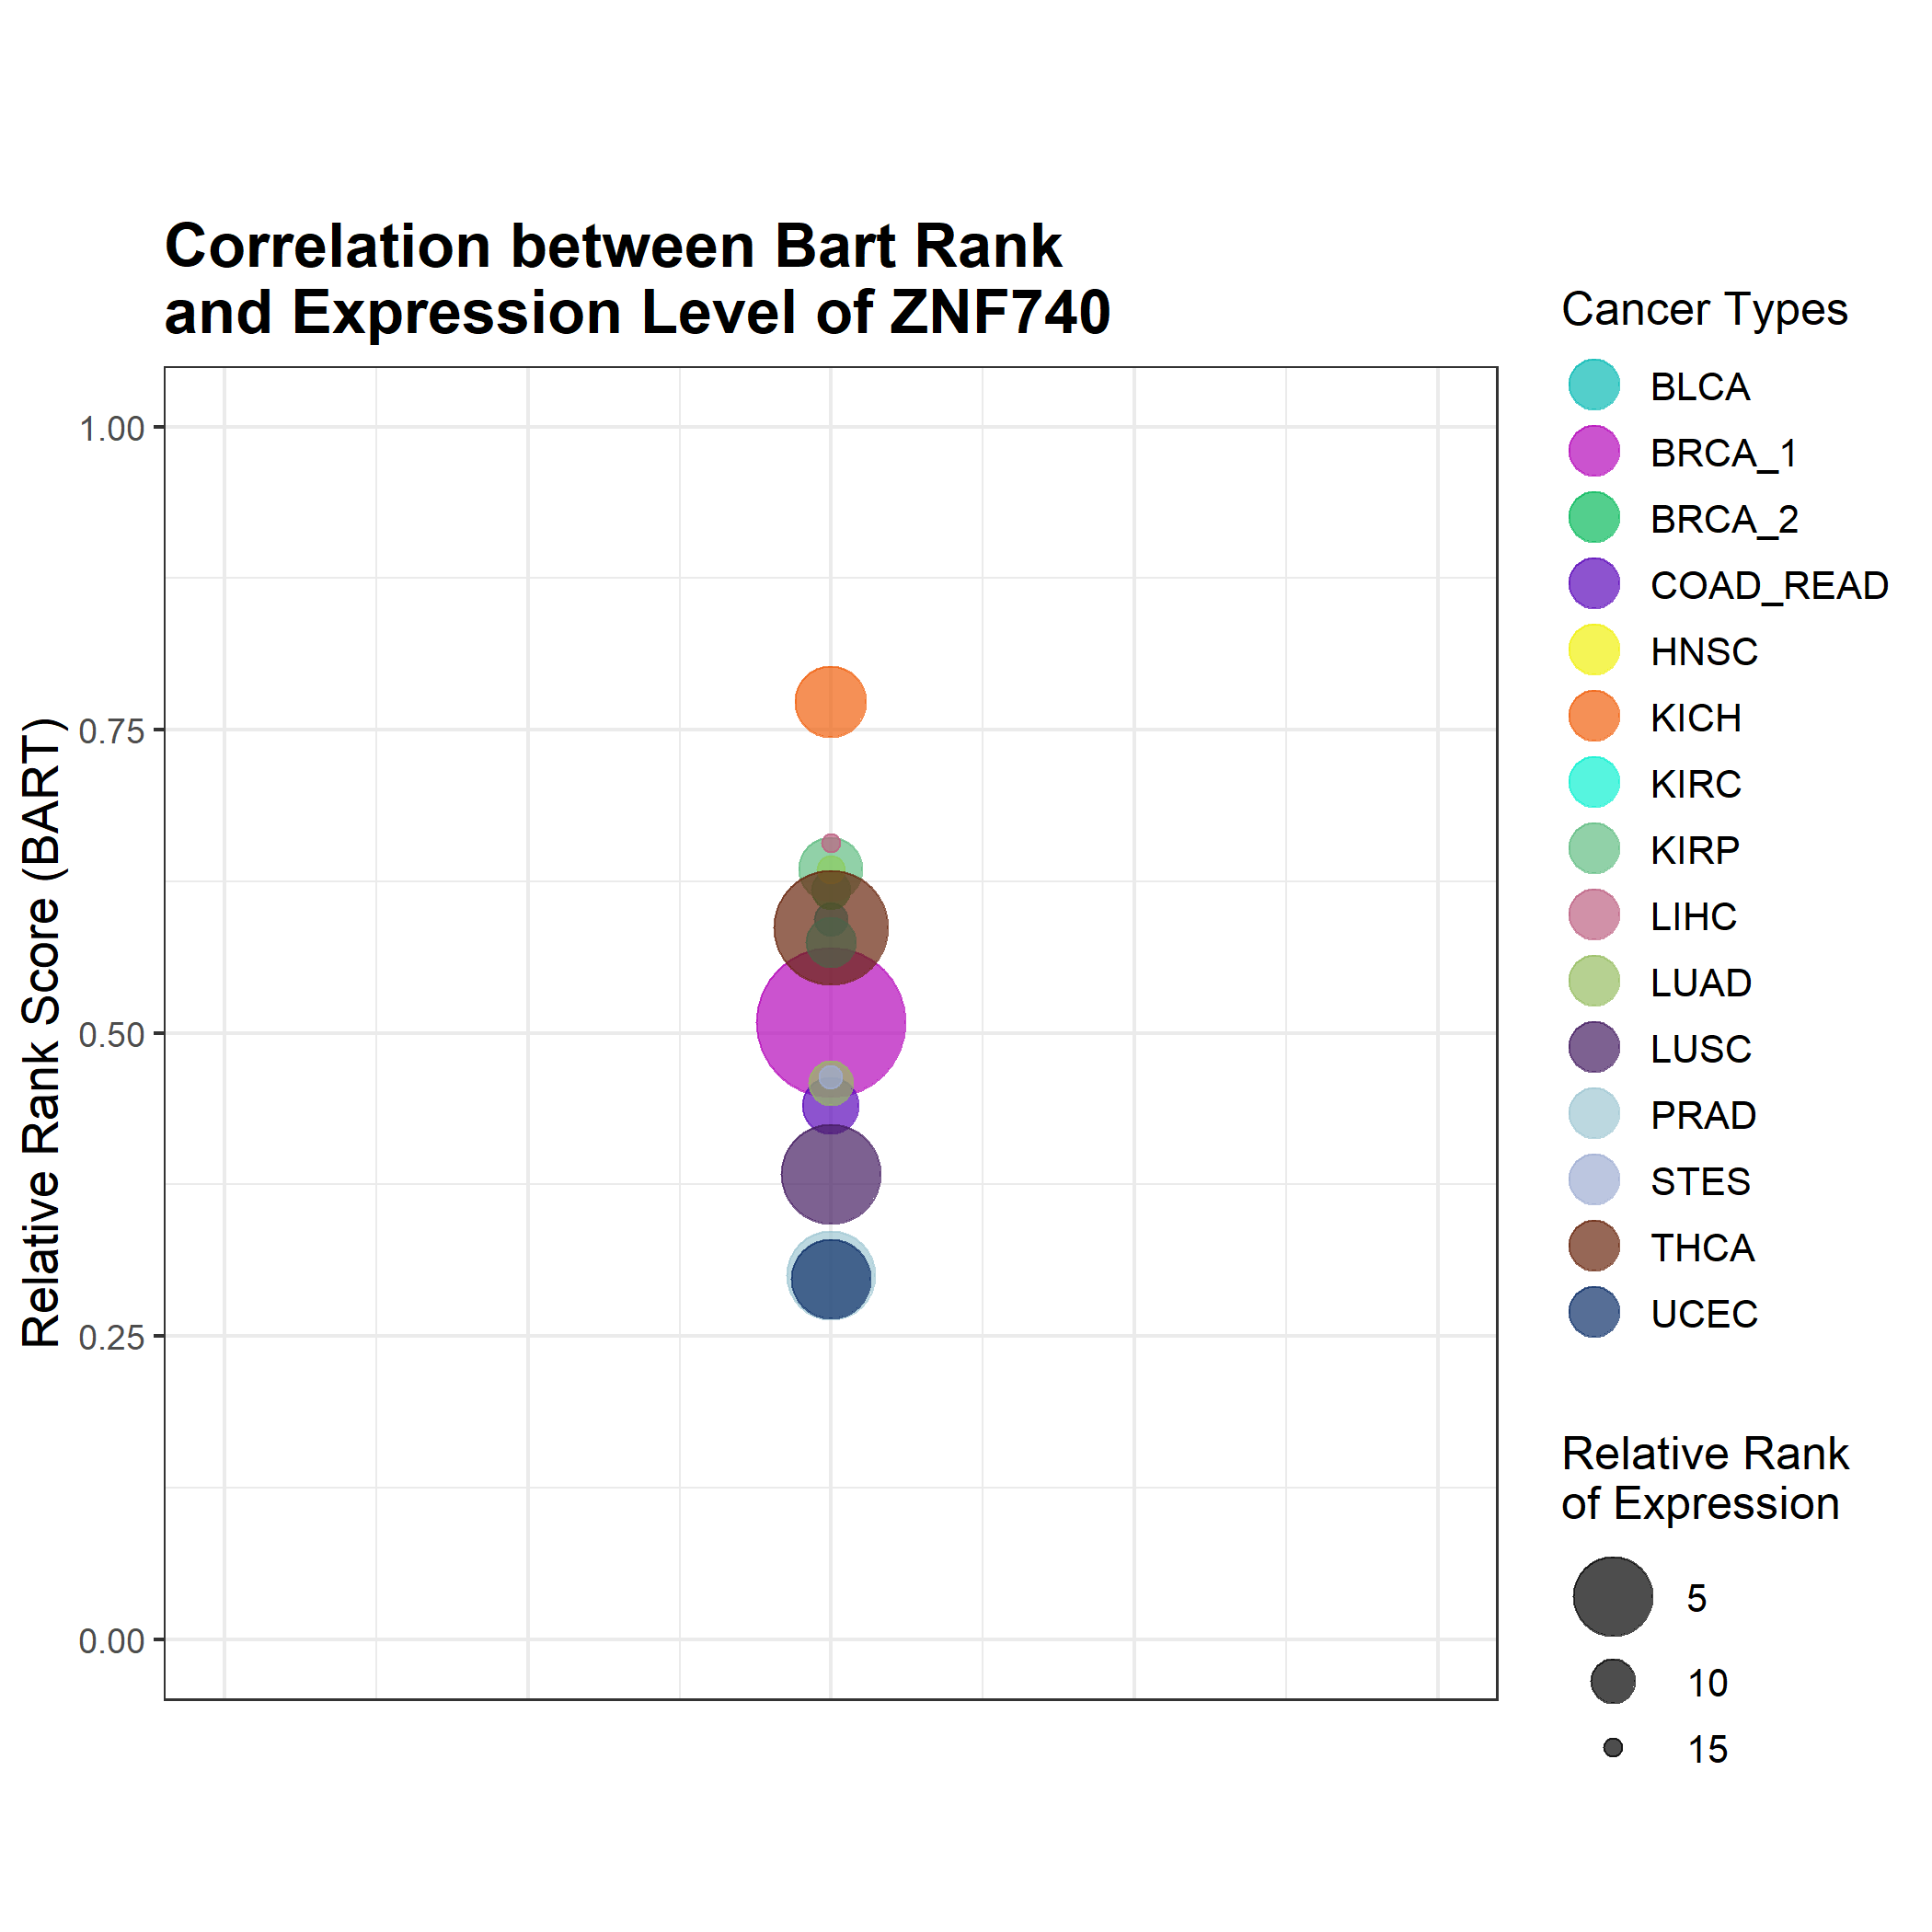 Correlation between Bart Rank
and Expression Level of ZNF740
Relative Rank Score (BART)
1.00
0.75
0.50
0.25
0.00
Cancer Types
BLCA
BRCA_1
BRCA_2
COAD_READ
HNSC
KICH
KIRC
KIRP
LIHC
LUAD
LUSC
PRAD
STES
THCA
UCEC
Relative Rank
of Expression
5
10
15